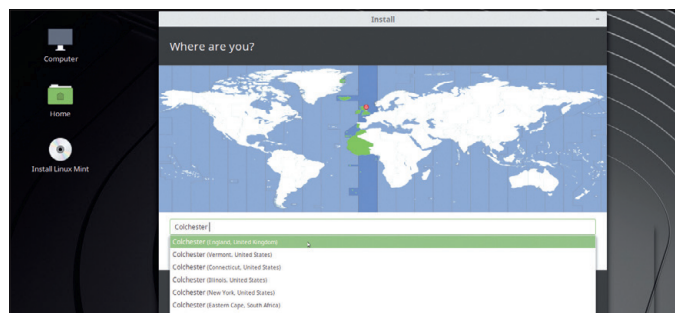 Install
Where are you?
Computer
Home
Install Linux Mint
Colchester
Colchester (England, United Kingdom)
Colchester (Vermont, United States)
Colchester (Connecticut, United States)
Colchester (Illinois, United States)
Colchester (New York, United States)
Colchester (Eastern Cape, South Africa)